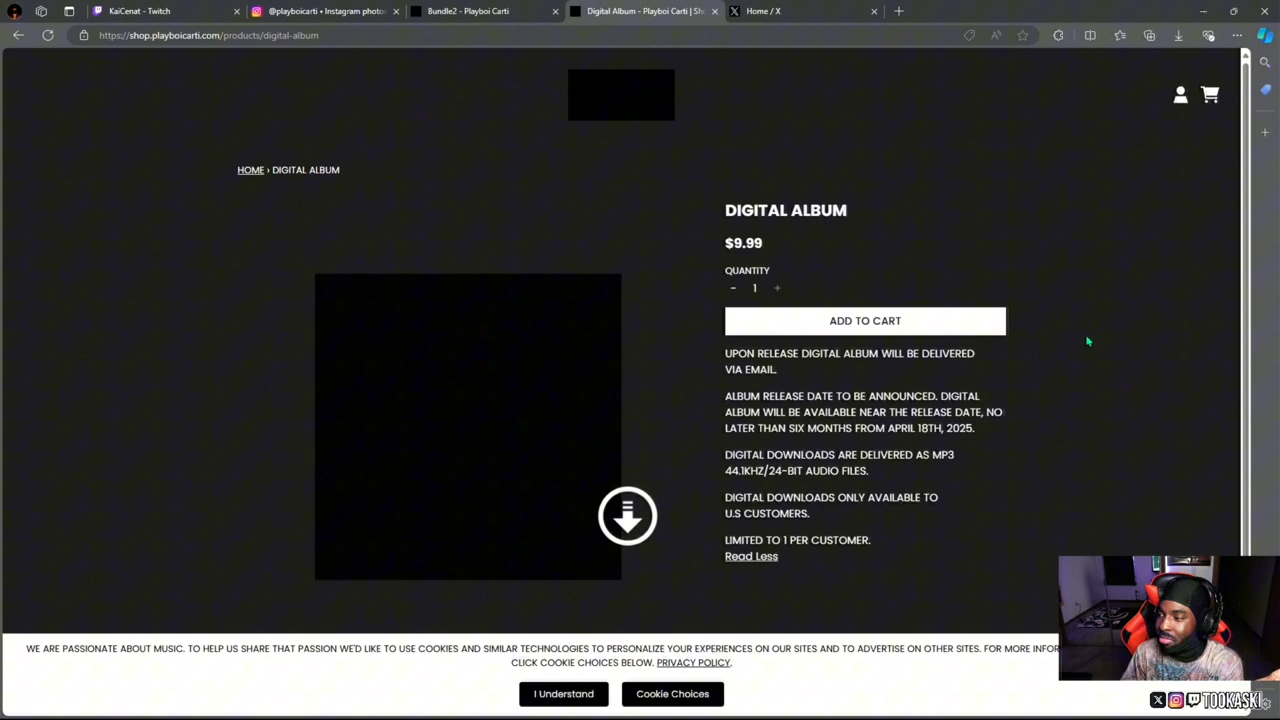 KaiCenat - Twitch
@playboicarti • Instagram photos
Bundle2 - Playboi Carti
Digital Album - Playboi Carti | Sh
Home / X
https://shop.playboicarti.com/products/digital-album
HOME › DIGITAL ALBUM
DIGITAL ALBUM
$9.99
QUANTITY
- 1 +
ADD TO CART
UPON RELEASE DIGITAL ALBUM WILL BE DELIVERED
VIA EMAIL.
ALBUM RELEASE DATE TO BE ANNOUNCED. DIGITAL
ALBUM WILL BE AVAILABLE NEAR THE RELEASE DATE, NO
LATER THAN SIX MONTHS FROM APRIL 18TH, 2025.
DIGITAL DOWNLOADS ARE DELIVERED AS MP3
44.1KHZ/24-BIT AUDIO FILES.
DIGITAL DOWNLOADS ONLY AVAILABLE TO
U.S CUSTOMERS.
LIMITED TO 1 PER CUSTOMER.
Read Less
WE ARE PASSIONATE ABOUT MUSIC. TO HELP US SHARE THAT PASSION WE'D LIKE TO USE COOKIES AND SIMILAR TECHNOLOGIES TO PERSONALIZE YOUR EXPERIENCES ON OUR SITES AND TO ADVERTISE ON OTHER SITES. FOR MORE INFOR
CLICK COOKIE CHOICES BELOW. PRIVACY POLICY.
I Understand
Cookie Choices
TOOKASKI